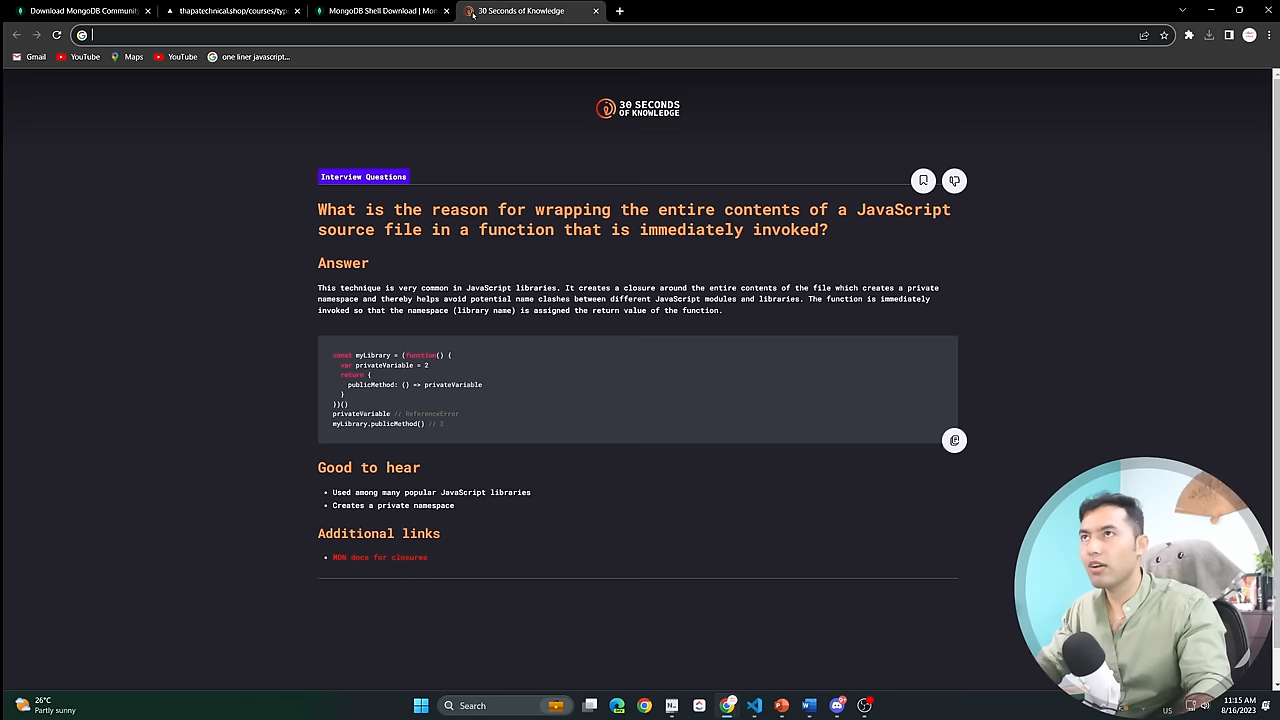 Download MongoDB Community
thapatechnical.shop/courses/typ
MongoDB Shell Download | Mon
30 Seconds of Knowledge
Gmail
YouTube
Maps
YouTube
one liner javascript...
30 SECONDS
OF KNOWLEDGE
Interview Questions
What is the reason for wrapping the entire contents of a JavaScript
source file in a function that is immediately invoked?
Answer
This technique is very common in JavaScript libraries. It creates a closure around the entire contents of the file which creates a private
namespace and thereby helps avoid potential name clashes between different JavaScript modules and libraries. The function is immediately
invoked so that the namespace (library name) is assigned the return value of the function.
const myLibrary = (function() {
var privateVariable = 2
return {
publicMethod: () => privateVariable
}
})()
privateVariable // ReferenceError
myLibrary.publicMethod() // 2
Good to hear
• Used among many popular JavaScript libraries
• Creates a private namespace
Additional links
• MDN docs for closures
26°C
Partly sunny
Search
US
11:15 AM
8/16/2023